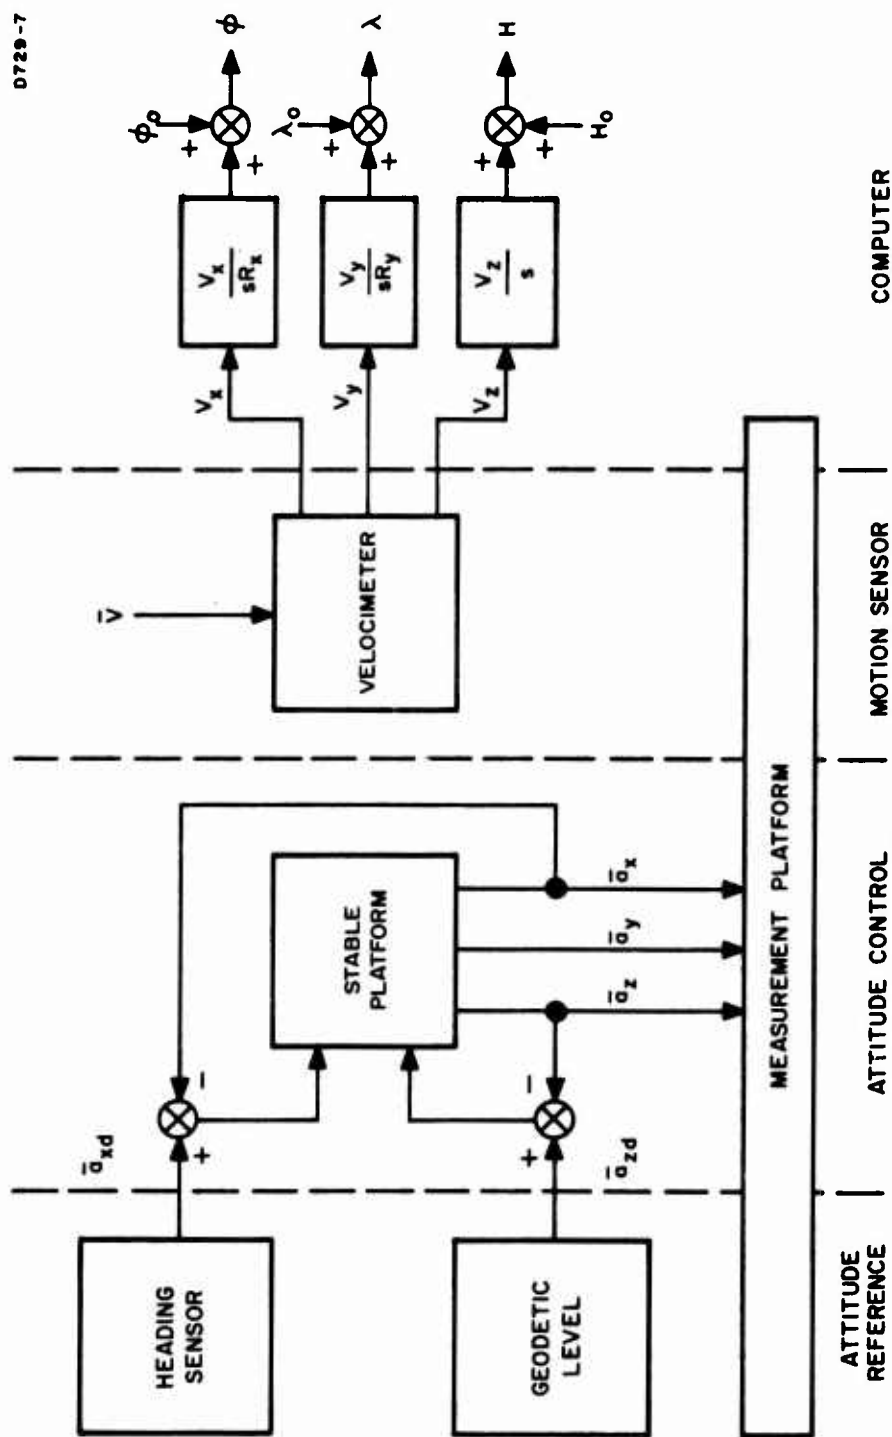 D729-7
HEADING
SENSOR
GEODETIC
LEVEL
ā_xd
+
−
ā_zd
+
−
STABLE
PLATFORM
ā_z
ā_y
ā_x
V̄
VELOCIMETER
V_x
V_y
V_z
V_x / sR_x
V_y / sR_y
V_z / s
ϕ_o
+
+
ϕ
λ_o
+
+
λ
+
+
H_o
H
MEASUREMENT PLATFORM
ATTITUDE
REFERENCE
ATTITUDE CONTROL
MOTION SENSOR
COMPUTER